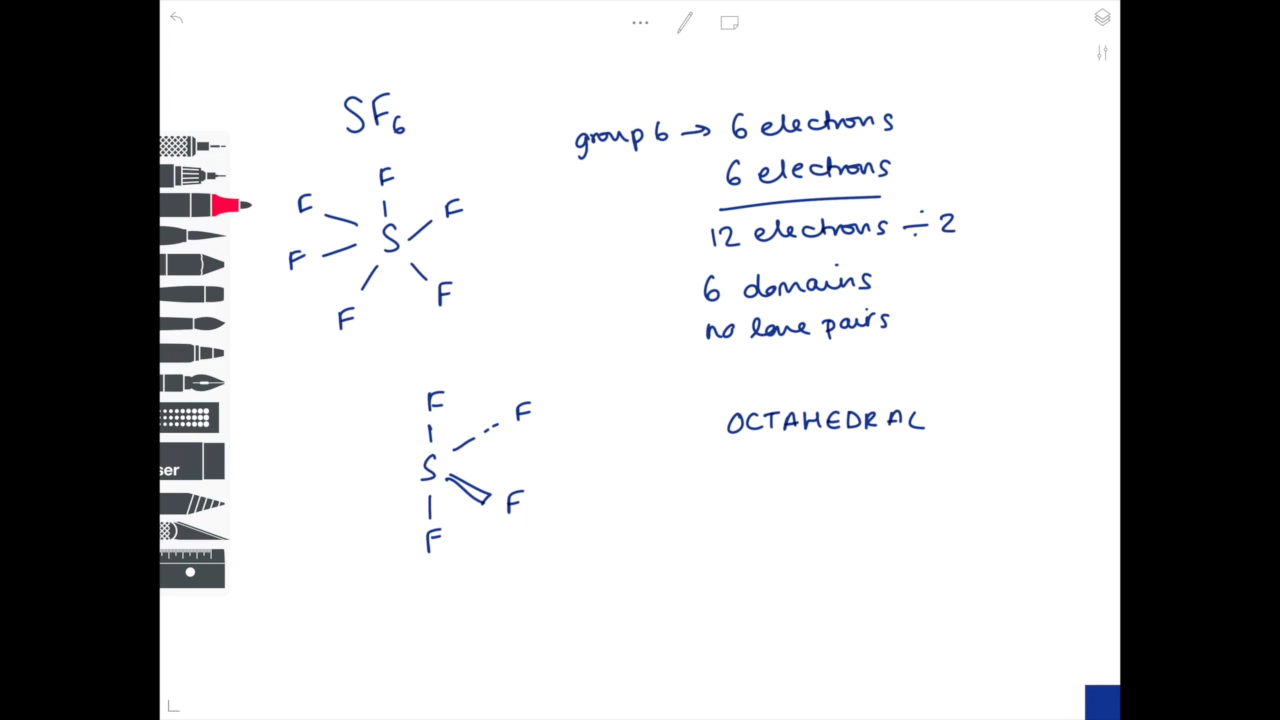 SF6
group 6 → 6 electrons
6 electrons
12 electrons ÷ 2
6 domains
no lone pairs
F
F
F
S
F
F
F
OCTAHEDRAL
F
F
S
F
F
ser